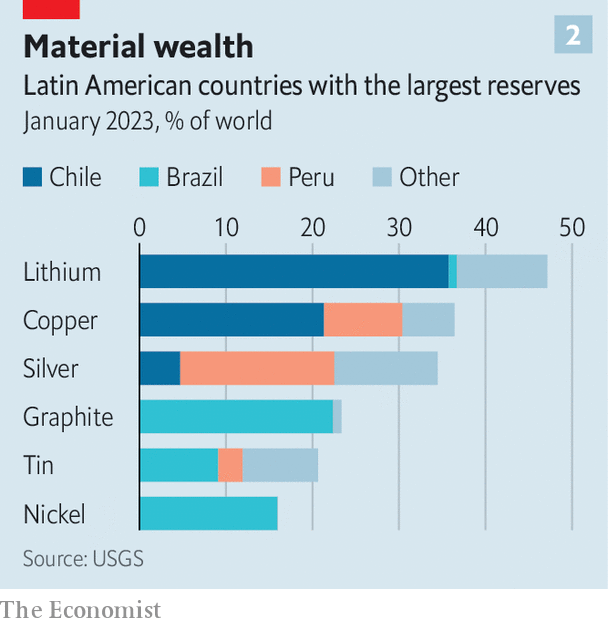 2
Material wealth
Latin American countries with the largest reserves
January 2023, % of world
Chile Brazil Peru Other
0 10 20 30 40 50
Lithium
Copper
Silver
Graphite
Tin
Nickel
Source: USGS
The Economist